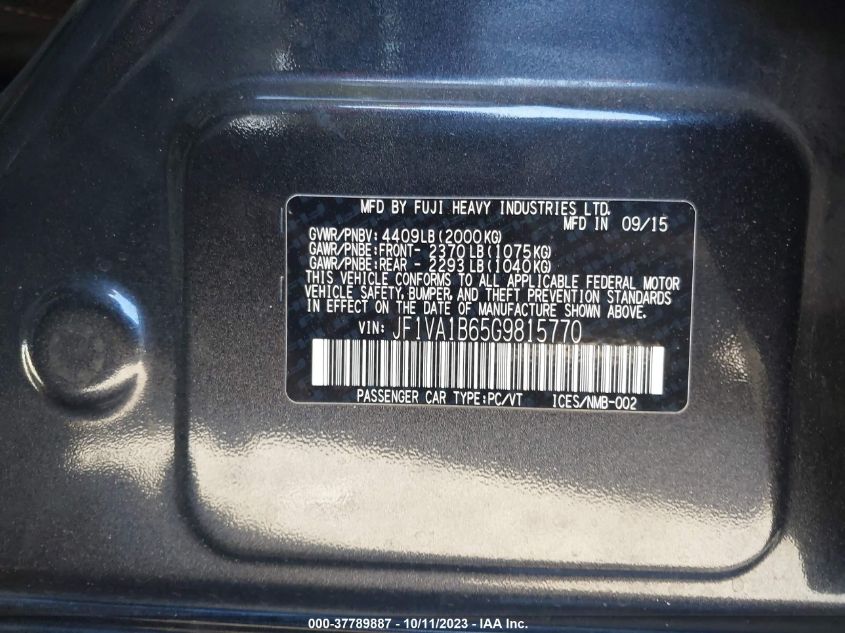 MFD BY FUJI HEAVY INDUSTRIES LTD.
MFD IN 09/15
GVWR/PNBV: 4409LB (2000KG)
GAWR/PNBE:FRONT- 2370LB (1075KG)
GAWR/PNBE:REAR - 2293LB (1040KG)
THIS VEHICLE CONFORMS TO ALL APPLICABLE FEDERAL MOTOR
VEHICLE SAFETY, BUMPER, AND THEFT PREVENTION STANDARDS
IN EFFECT ON THE DATE OF MANUFACTURE SHOWN ABOVE.
VIN: JF1VA1B65G9815770
PASSENGER CAR TYPE:PC/VT ICES/NMB-002
000-37789887 - 10/11/2023 - IAA Inc.